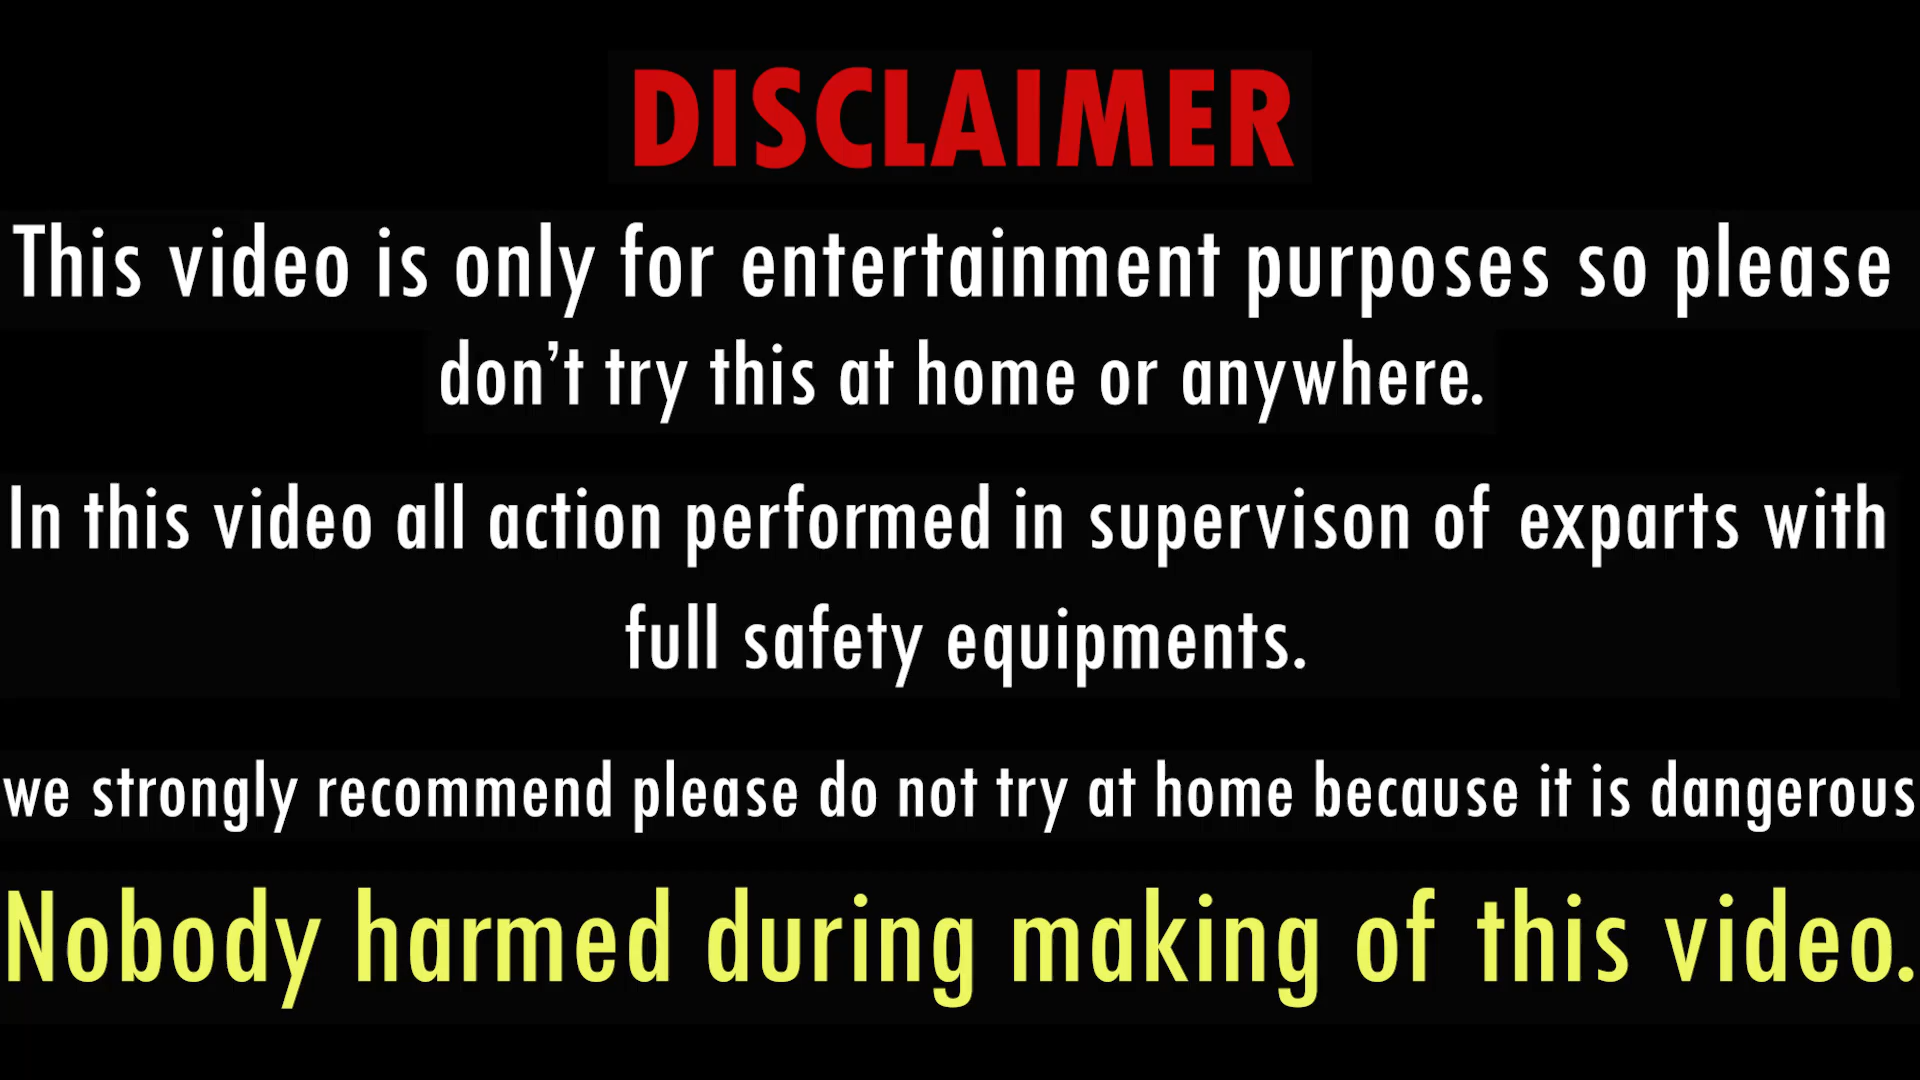 DISCLAIMER
This video is only for entertainment purposes so please
don’t try this at home or anywhere.
In this video all action performed in supervison of exparts with
full safety equipments.
we strongly recommend please do not try at home because it is dangerous
Nobody harmed during making of this video.